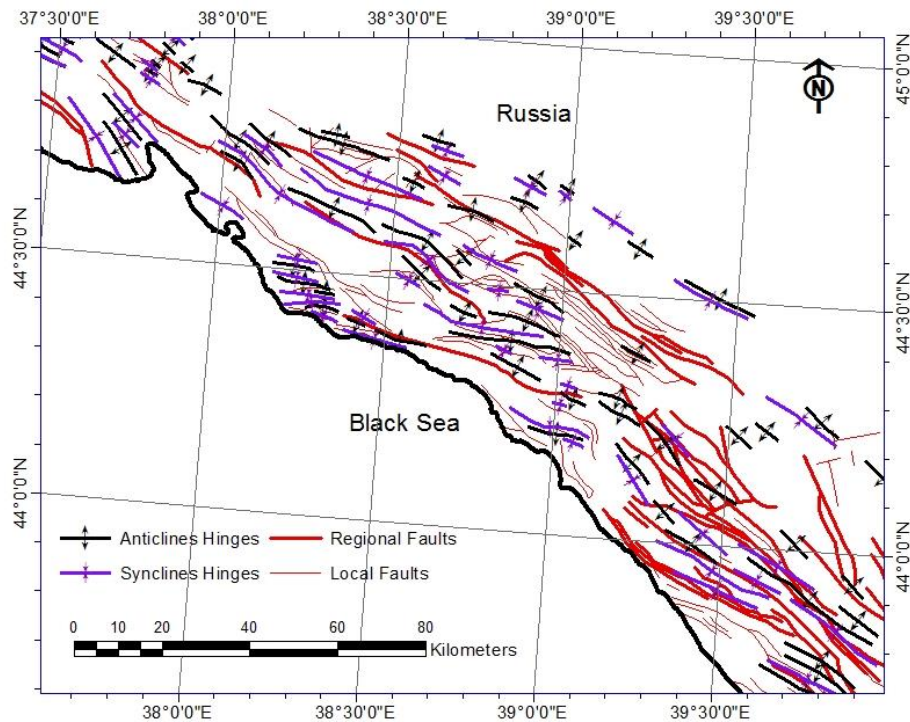 37°30'0"E 38°0'0"E 38°30'0"E 39°0'0"E 39°30'0"E
45°0'0"N
N
Russia
44°30'0"N
44°30'0"N
Black Sea
44°0'0"N
44°0'0"N
Anticlines Hinges Regional Faults
Synclines Hinges Local Faults
0 10 20 40 60 80
Kilometers
38°0'0"E 38°30'0"E 39°0'0"E 39°30'0"E